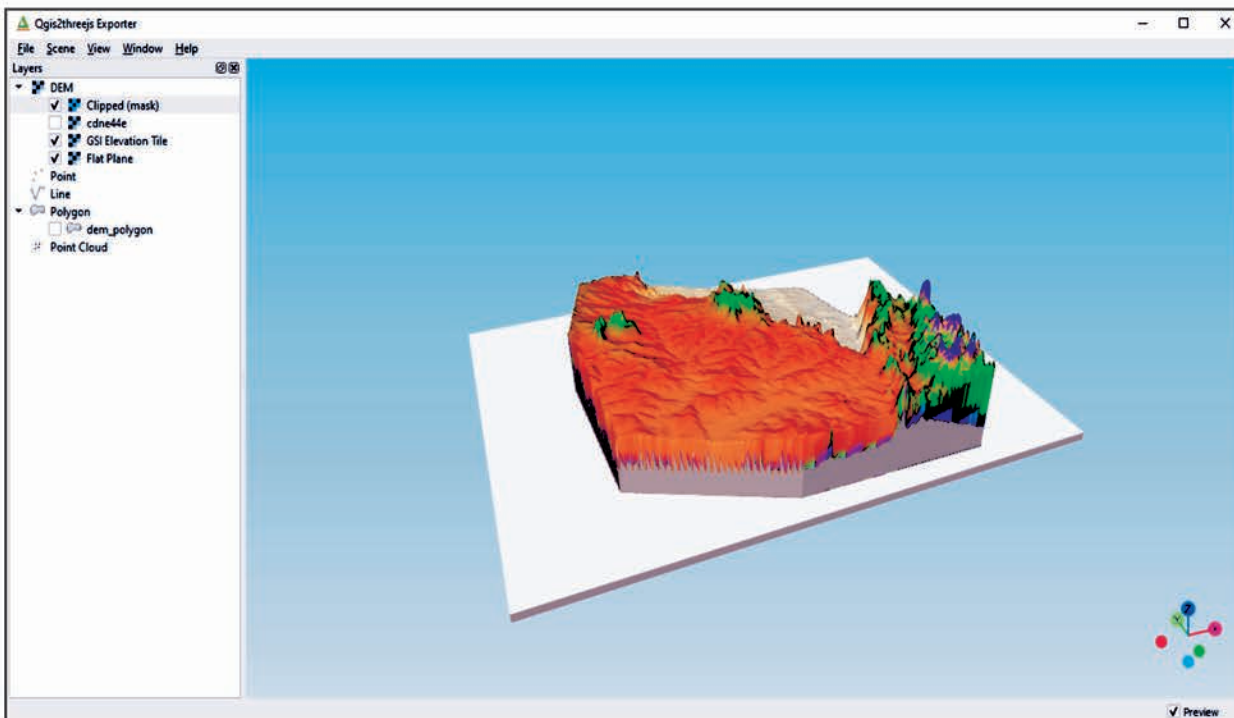 Qgis2threejs Exporter
File Scene View Window Help
Layers
DEM
Clipped (mask)
cdne44e
GSI Elevation Tile
Flat Plane
Point
Line
Polygon
dem_polygon
Point Cloud
Z
Y
X
Preview